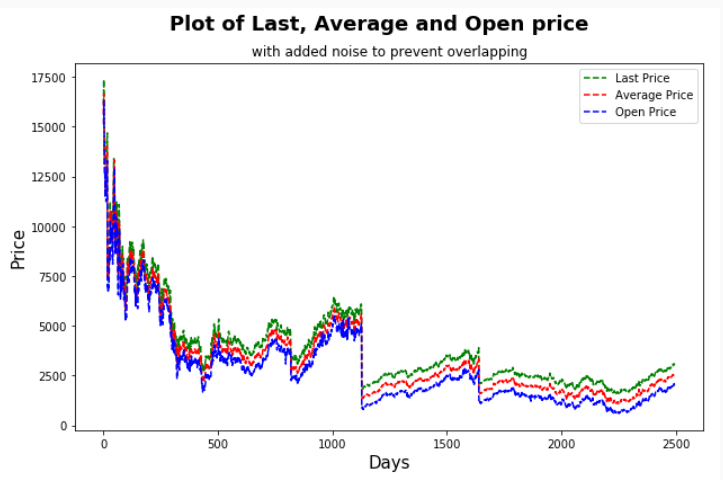 Plot of Last, Average and Open price
with added noise to prevent overlapping
17500
15000
12500
10000
7500
5000
2500
0
Price
Last Price
Average Price
Open Price
0
500
1000
1500
2000
2500
Days